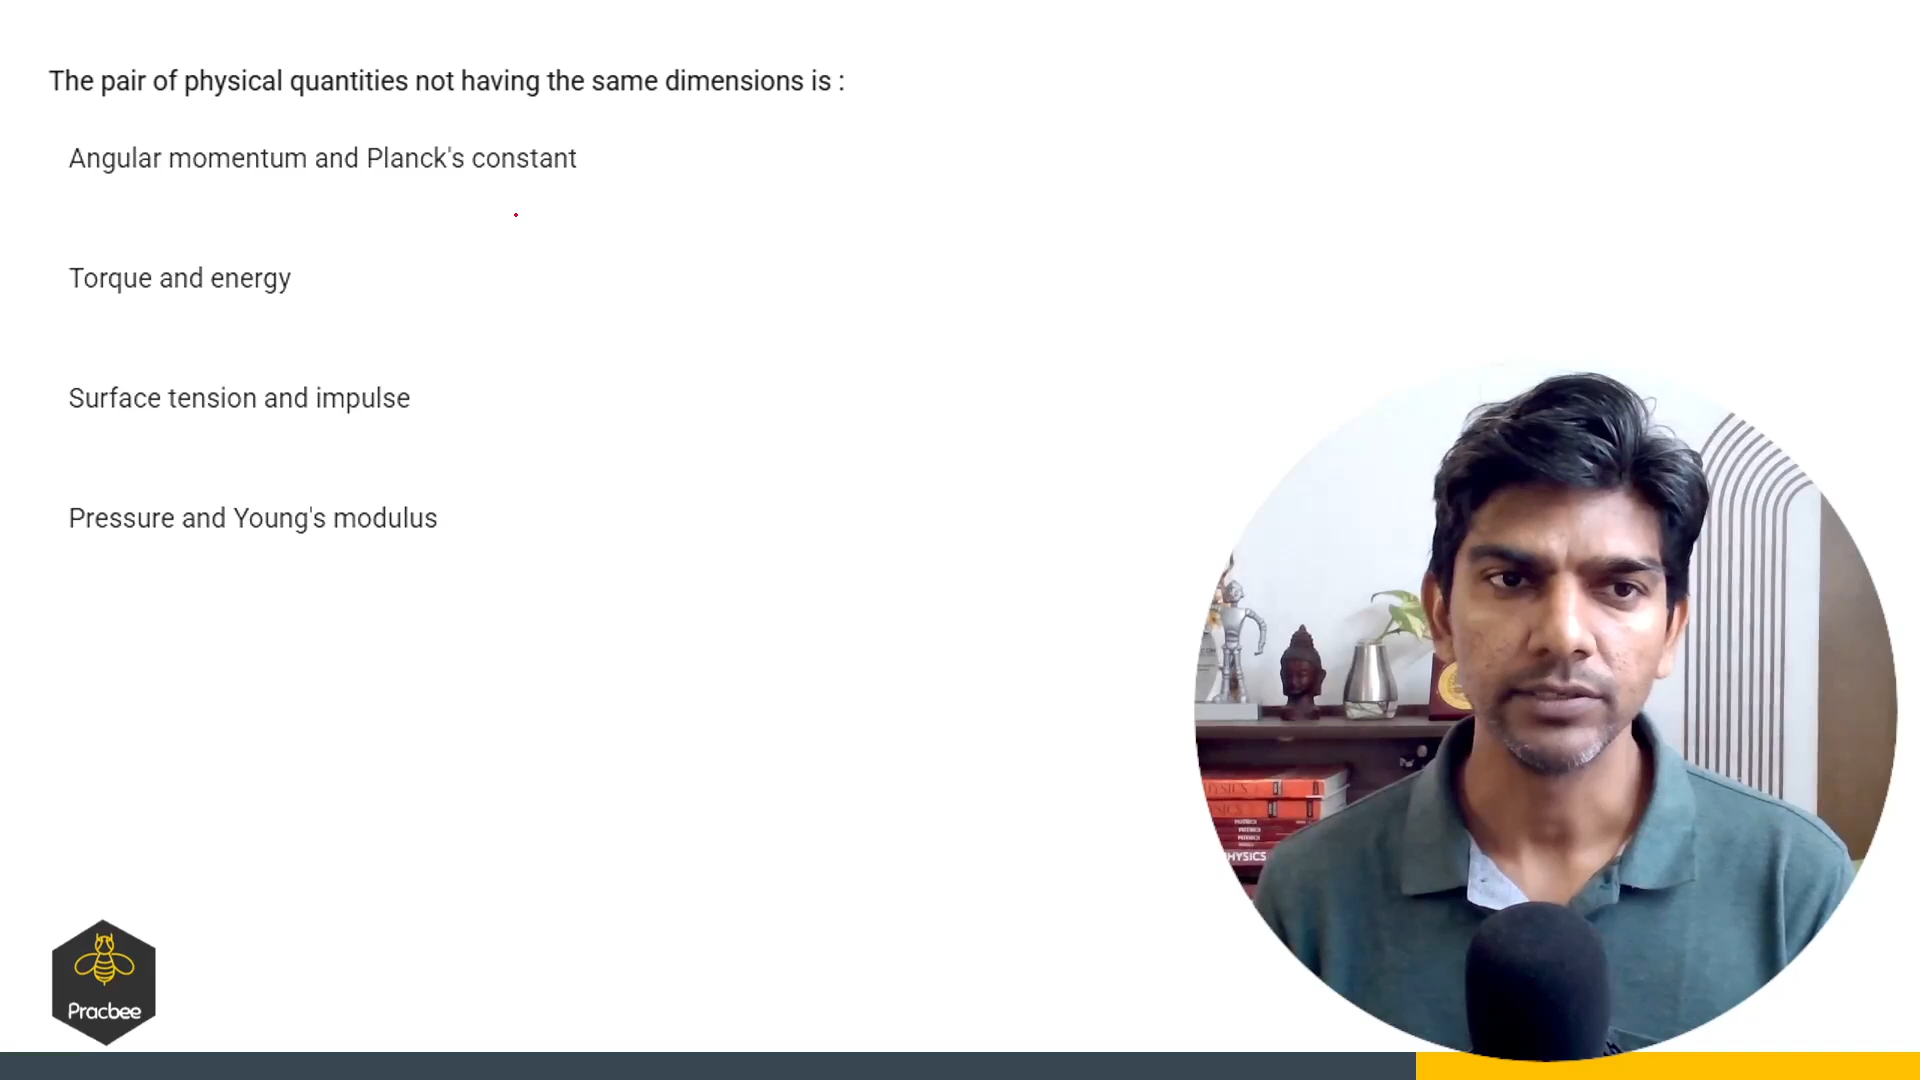 The pair of physical quantities not having the same dimensions is :
Angular momentum and Planck's constant
Torque and energy
Surface tension and impulse
Pressure and Young's modulus
PHYSICS
Pracbee